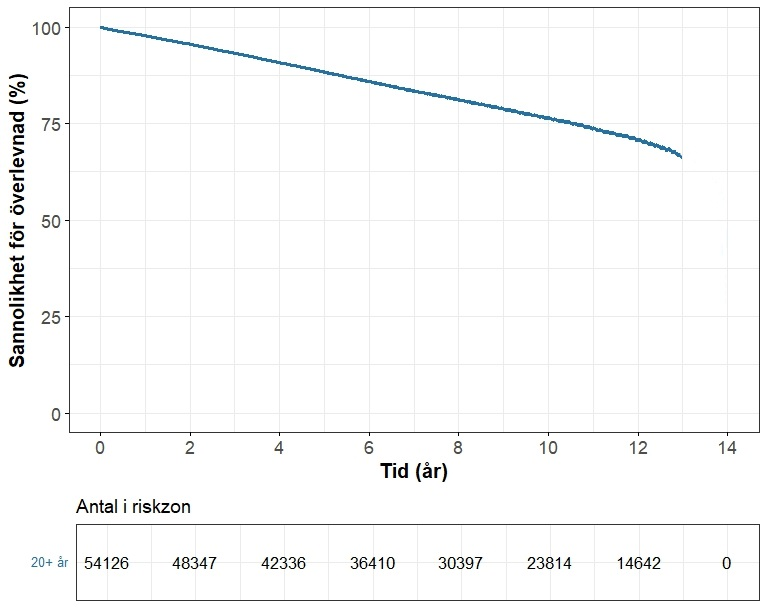 Sannolikhet för överlevnad (%)
100
75
50
25
0
0 2 4 6 8 10 12 14
Tid (år)
Antal i riskzon
20+ år 54126 48347 42336 36410 30397 23814 14642 0